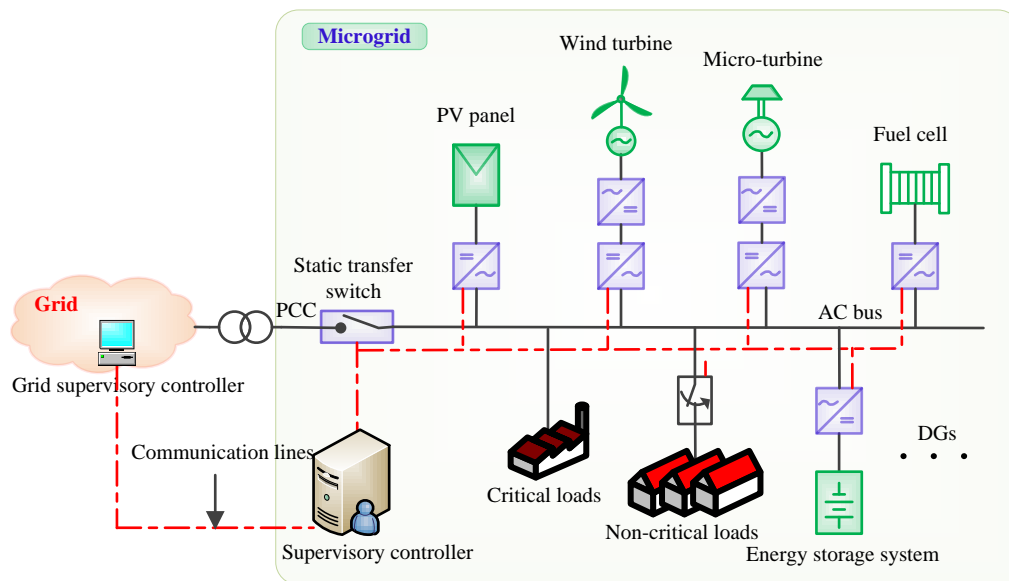 Microgrid
Wind turbine
Micro-turbine
PV panel
Fuel cell
Static transfer
switch
Grid
PCC
AC bus
Grid supervisory controller
Communication lines
DGs
Critical loads
Non-critical loads
Supervisory controller
Energy storage system